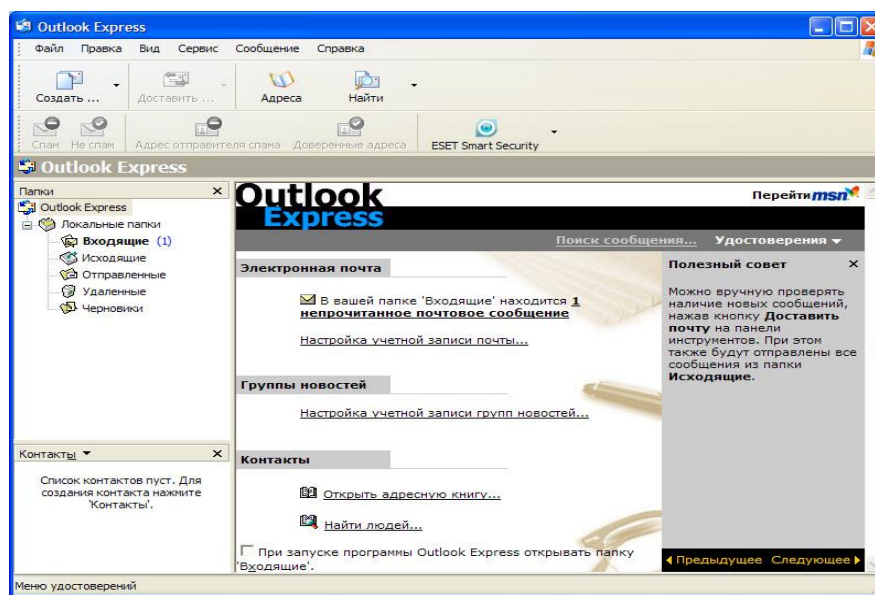 Outlook Express
Файл Правка Вид Сервис Сообщение Справка
Создать ... Доставить ... Адреса Найти
Спам Не спам Адрес отправителя спама Доверенные адреса ESET Smart Security
Outlook Express
Папки
Outlook Express
Локальные папки
Входящие (1)
Исходящие
Отправленные
Удаленные
Черновики
Контакты
Список контактов пуст. Для
создания контакта нажмите
'Контакты'.
Outlook
Express
Перейти msn
Поиск сообщения... Удостоверения
Электронная почта
В вашей папке 'Входящие' находится 1
непрочитанное почтовое сообщение
Настройка учетной записи почты...
Группы новостей
Настройка учетной записи групп новостей...
Контакты
Открыть адресную книгу...
Найти людей...
При запуске программы Outlook Express открывать папку
'Входящие'.
Полезный совет
Можно вручную проверять
наличие новых сообщений,
нажав кнопку Доставить
почту на панели
инструментов. При этом
также будут отправлены все
сообщения из папки
Исходящие.
Предыдущее Следующее
Меню удостоверений